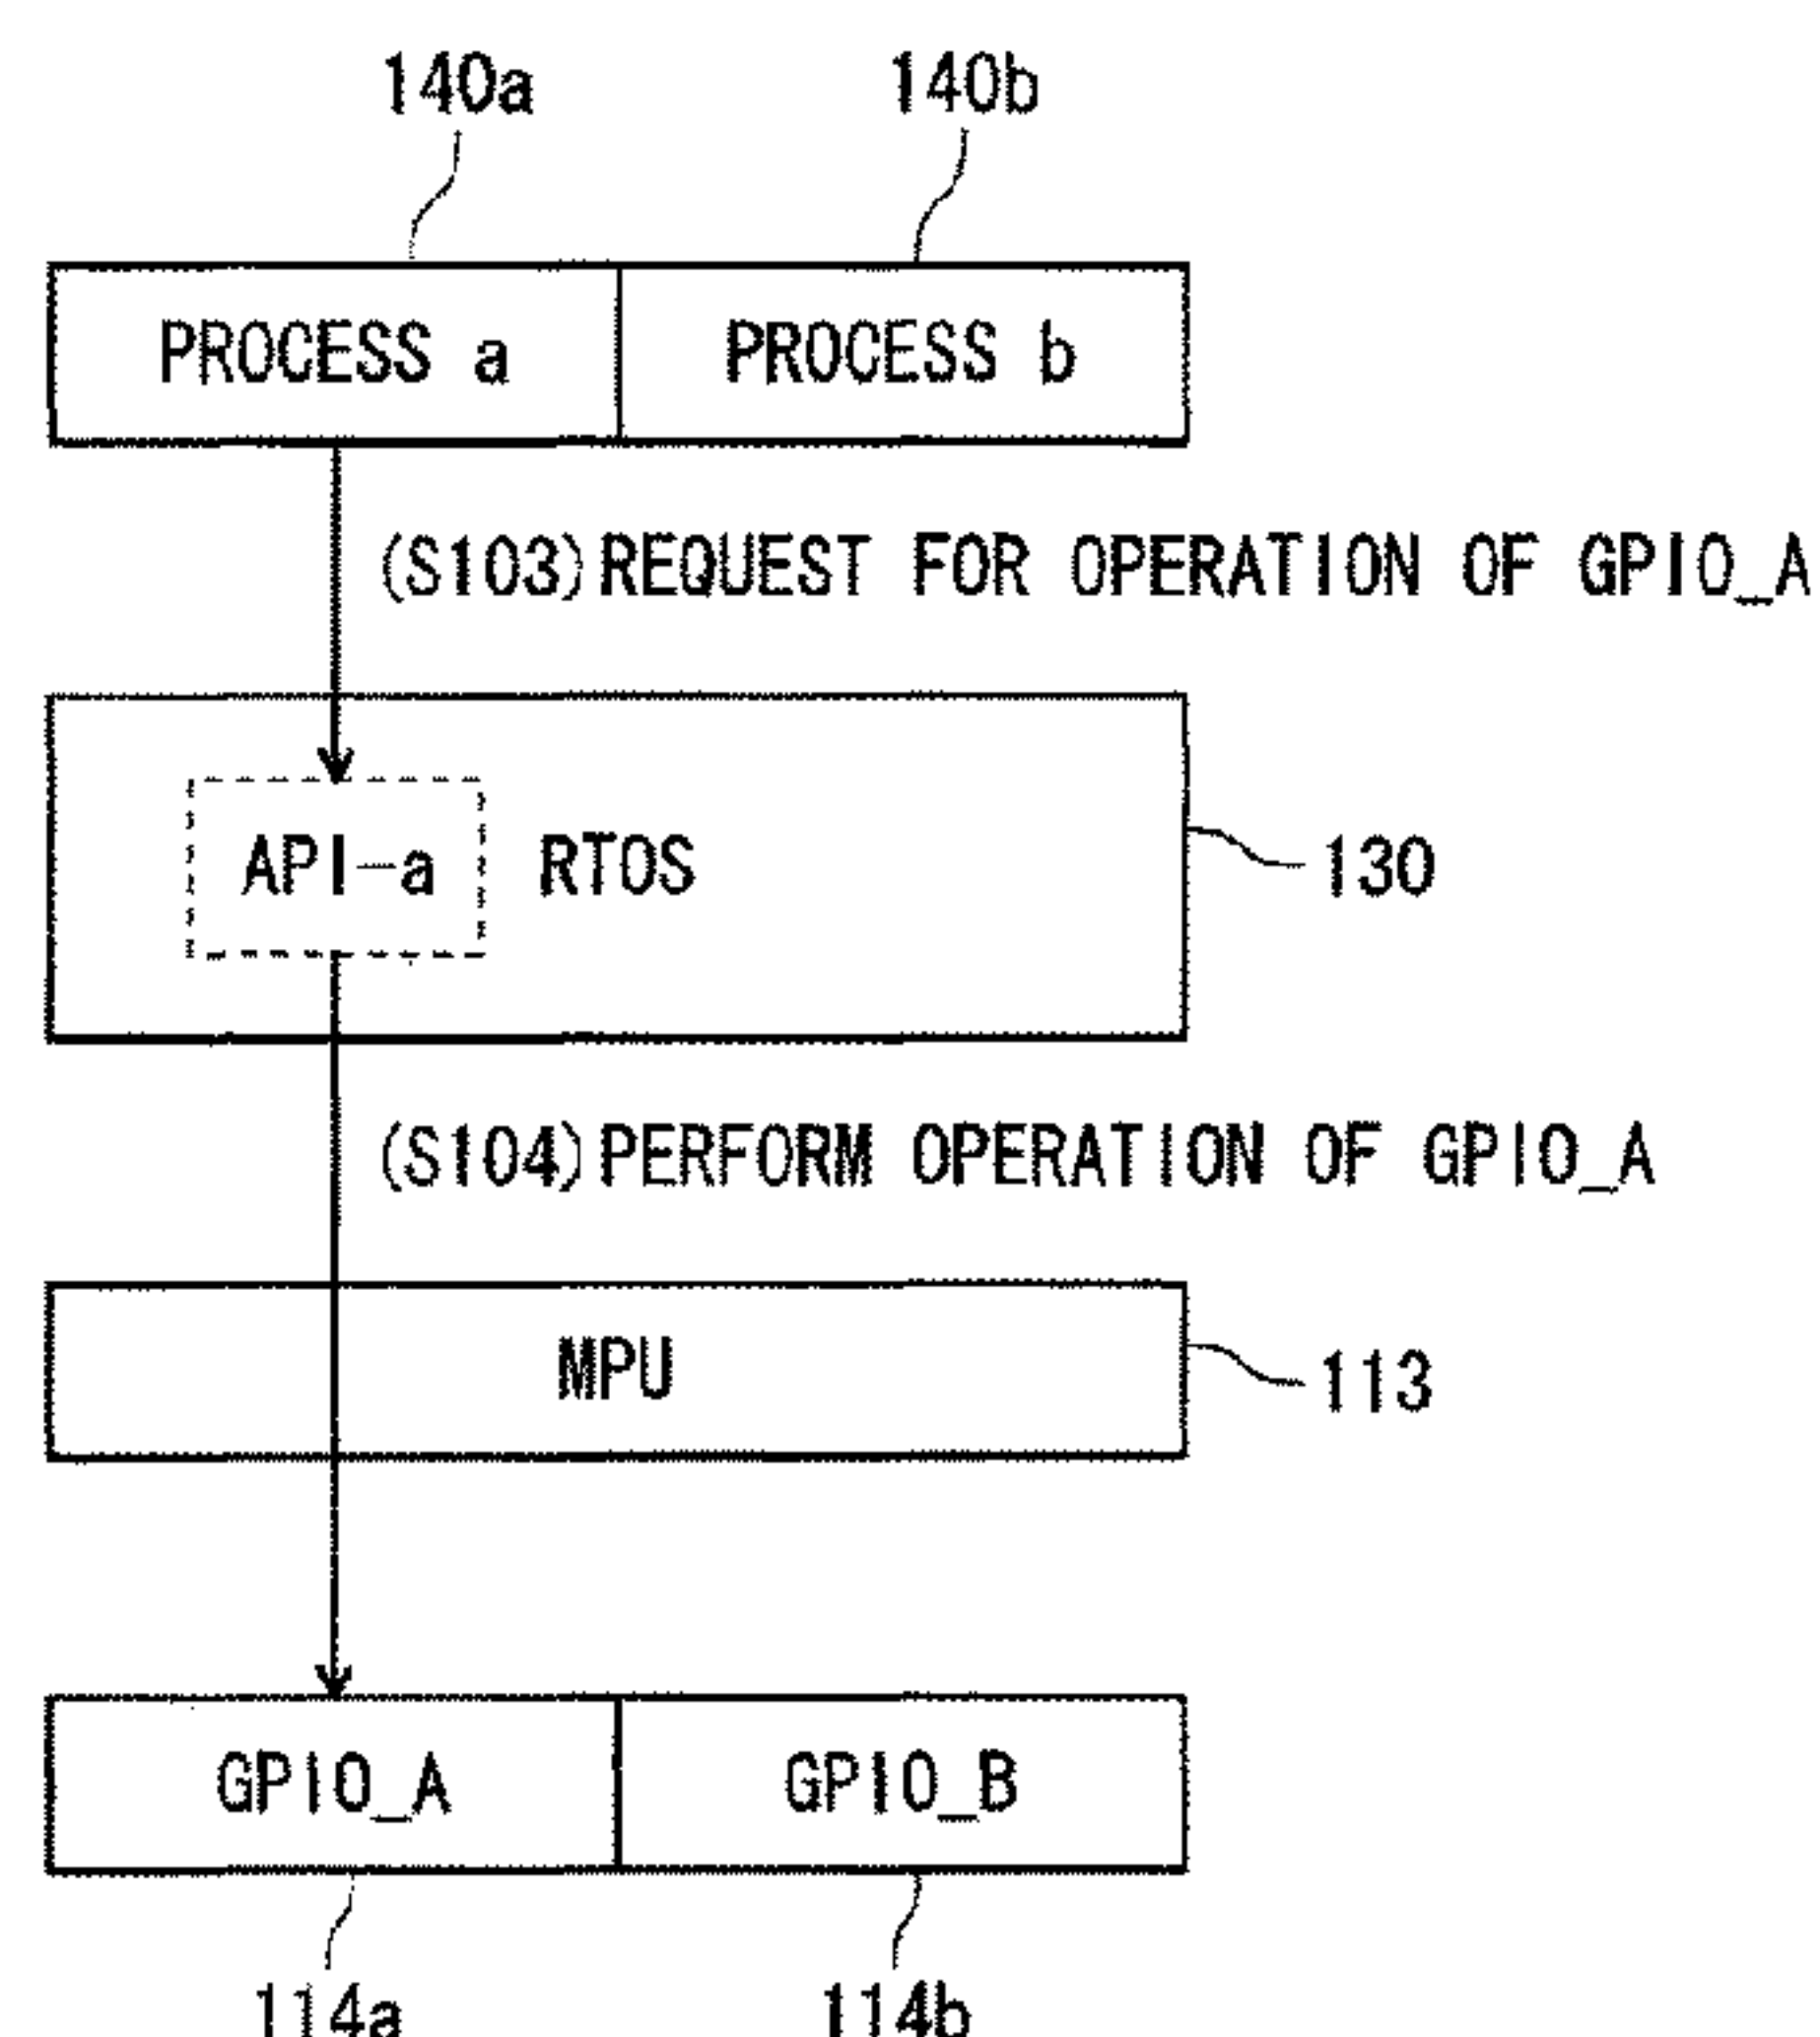 140a 140b
PROCESS a PROCESS b
(S103)REQUEST FOR OPERATION OF GPIO_A
API-a RTOS
130
(S104)PERFORM OPERATION OF GPIO_A
MPU
113
GPIO_A GPIO_B
114a 114b